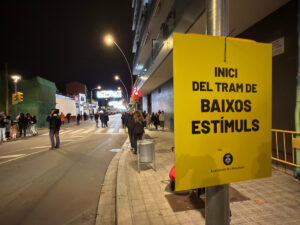 INICI
DEL TRAM DE
BAIXOS
ESTÍMULS